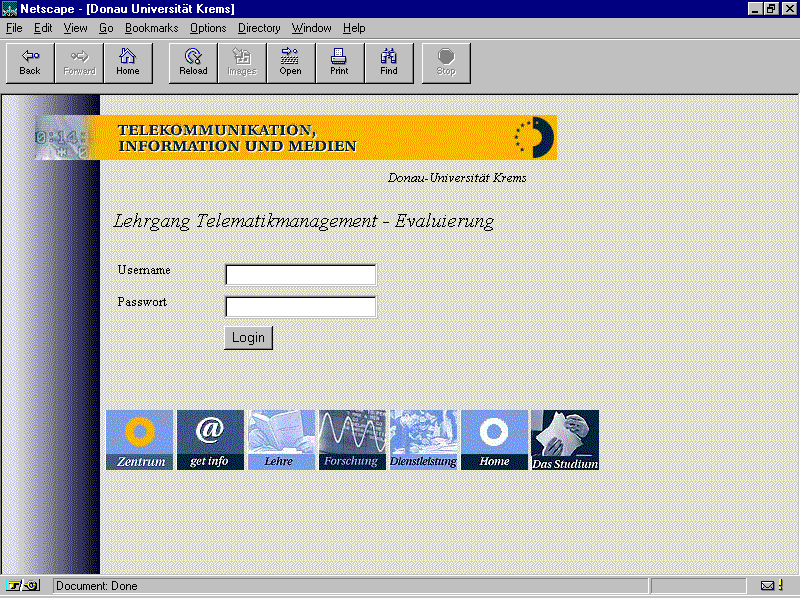 Netscape - [Donau Universität Krems]
File Edit View Go Bookmarks Options Directory Window Help
Back Forward Home Reload Images Open Print Find Stop
0:14:
TELEKOMMUNIKATION,
INFORMATION UND MEDIEN
Donau-Universität Krems
Lehrgang Telematikmanagement - Evaluierung
Username
Passwort
Login
@
Zentrum get info Lehre Forschung Dienstleistung Home Das Studium
Document: Done